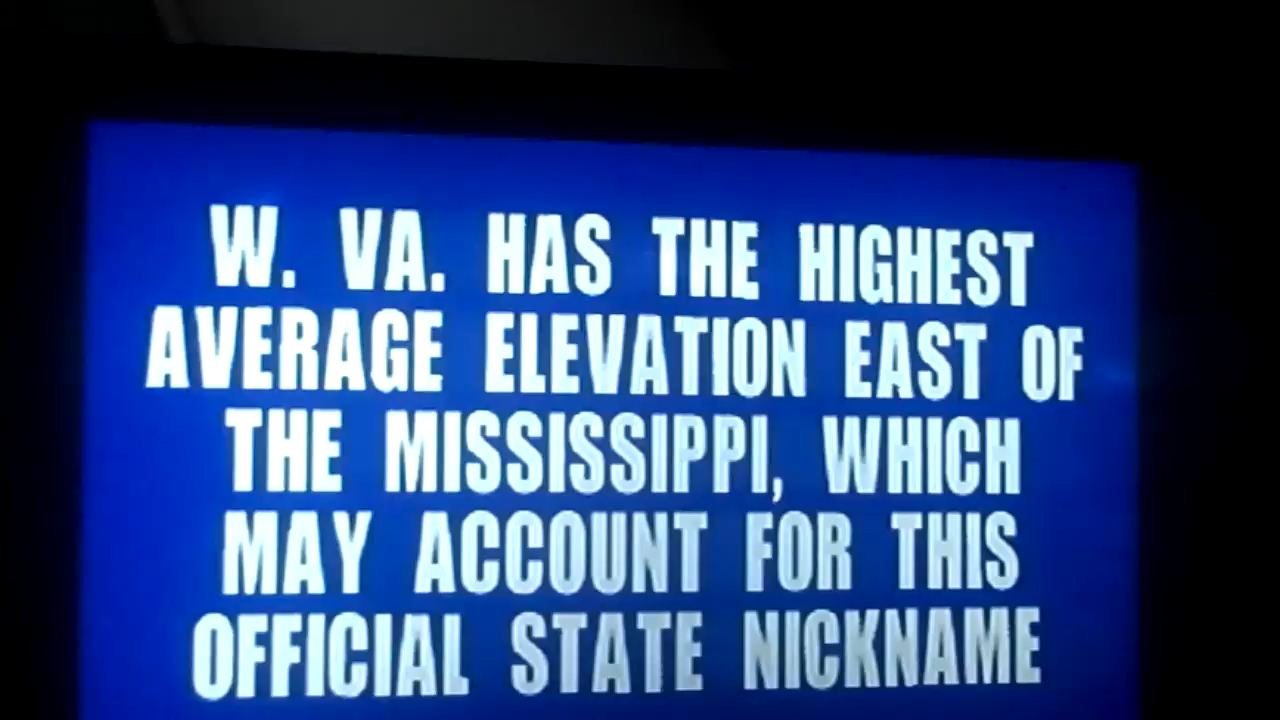 W. VA. HAS THE HIGHEST
AVERAGE ELEVATION EAST OF
THE MISSISSIPPI, WHICH
MAY ACCOUNT FOR THIS
OFFICIAL STATE NICKNAME